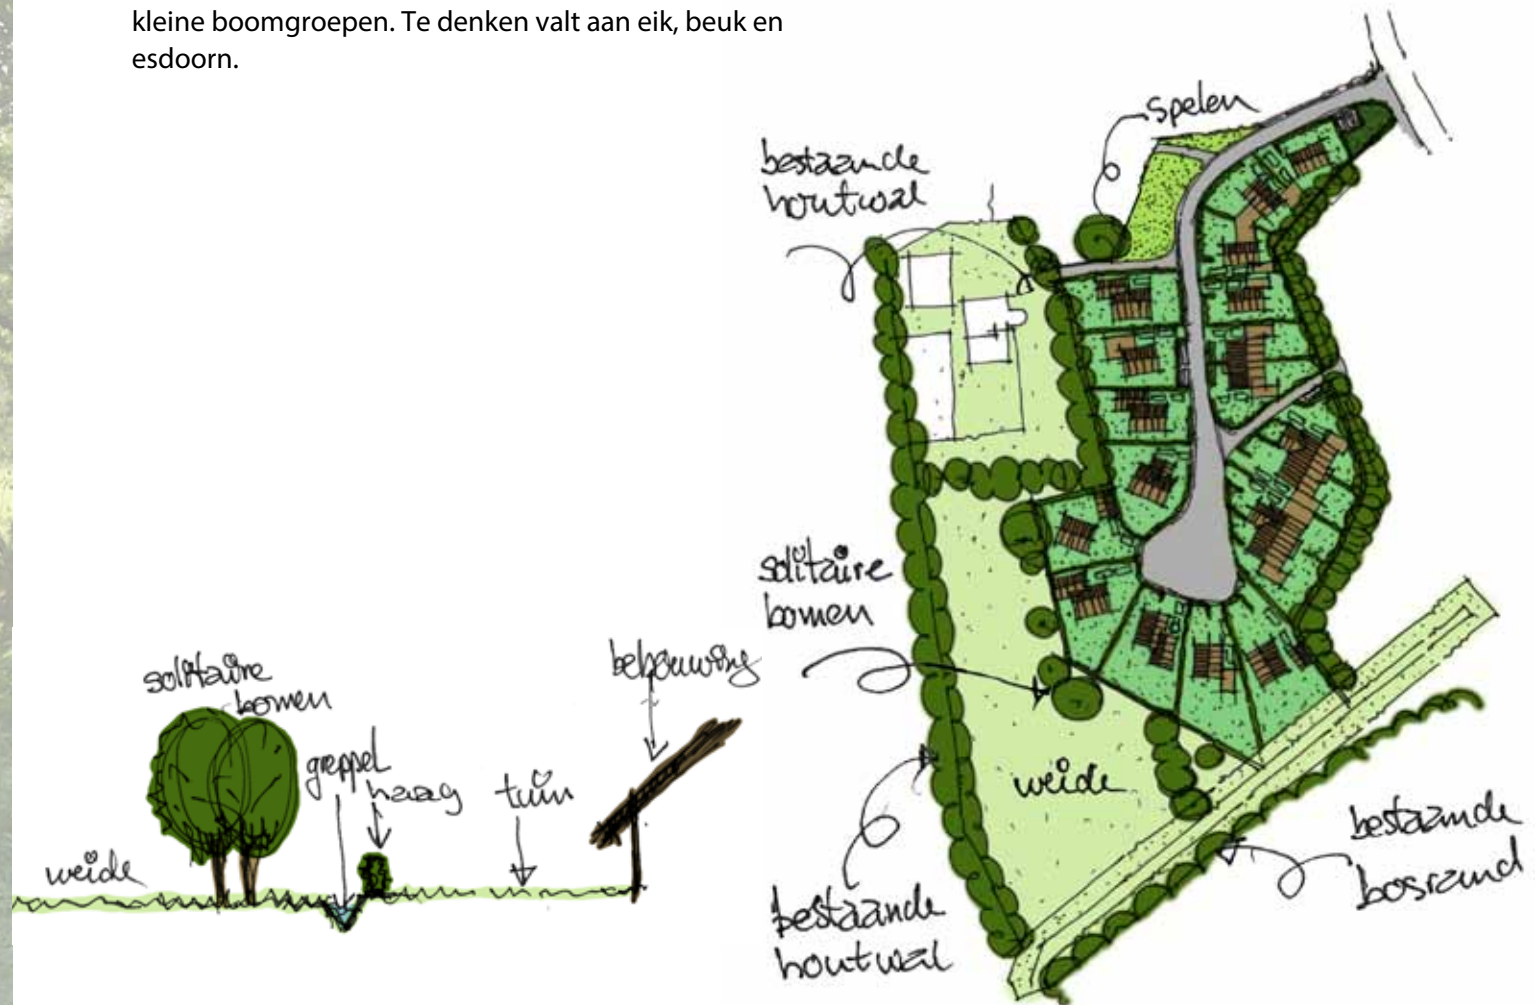 kleine boomgroepen. Te denken valt aan eik, beuk en
esdoorn.
spelen
bestaande
houtwal
solitaire
bomen
weide
bestaande
houtwal
bestaande
bosrand
solitaire
bomen
greppel
haag
tuin
bebouwing
weide